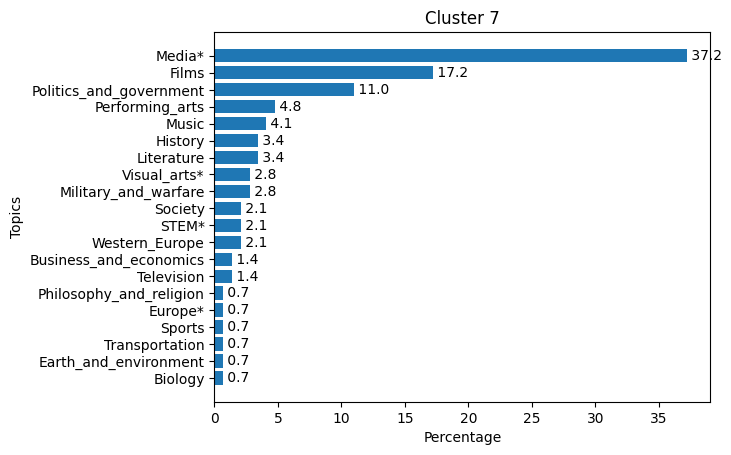 Cluster 7
Topics
Media* 37.2
Films 17.2
Politics_and_government 11.0
Performing_arts 4.8
Music 4.1
History 3.4
Literature 3.4
Visual_arts* 2.8
Military_and_warfare 2.8
Society 2.1
STEM* 2.1
Western_Europe 2.1
Business_and_economics 1.4
Television 1.4
Philosophy_and_religion 0.7
Europe* 0.7
Sports 0.7
Transportation 0.7
Earth_and_environment 0.7
Biology 0.7
0 5 10 15 20 25 30 35
Percentage